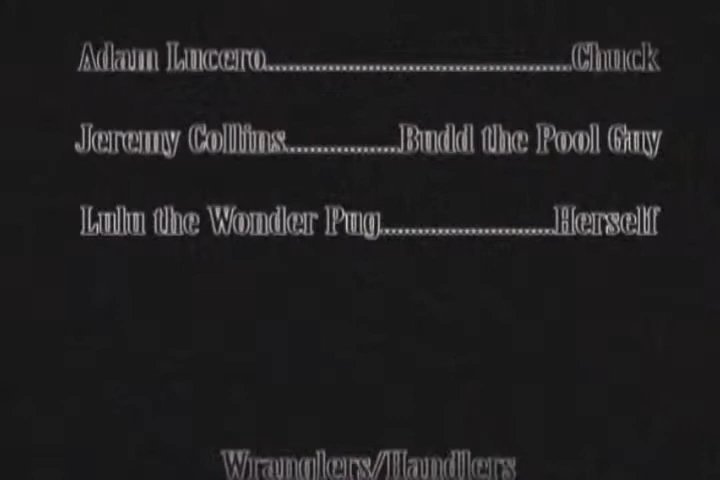 Adam Lucero......................................Chuck
Jeremy Collins..............Budd the Pool Guy
Lulu the Wonder Pug.....................Herself
Wranglers/Handlers